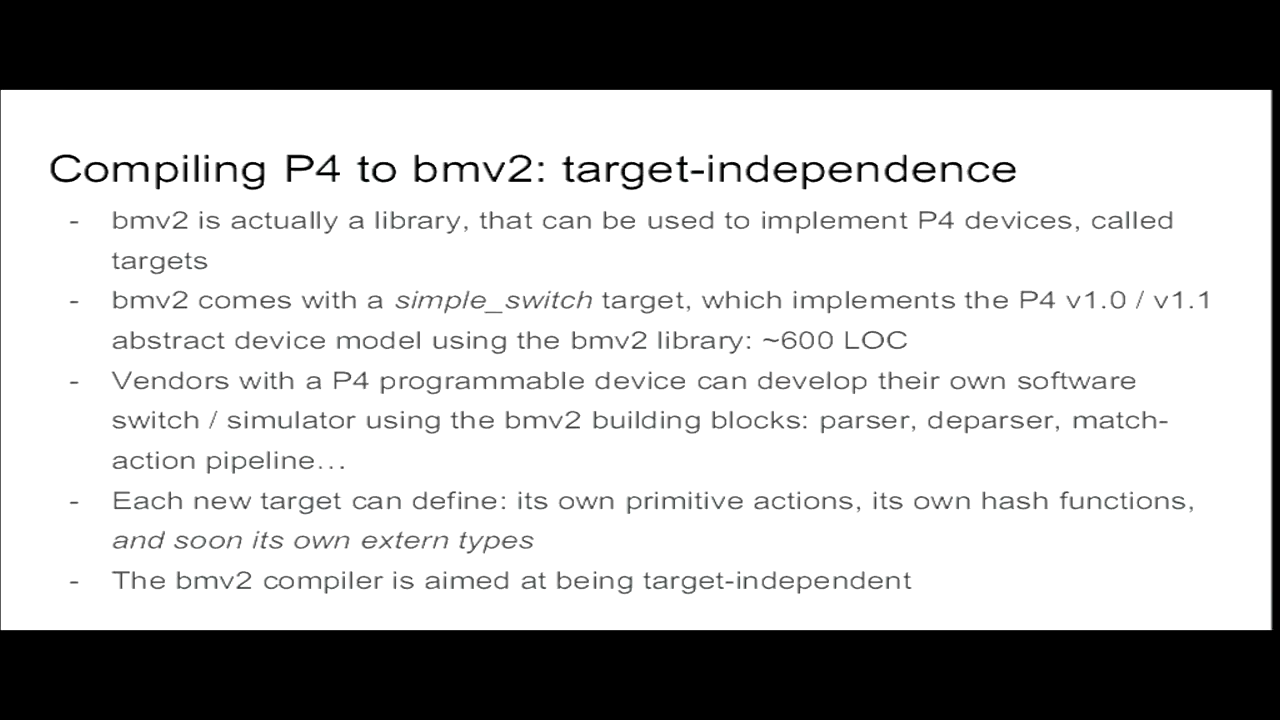 Compiling P4 to bmv2: target-independence
- bmv2 is actually a library, that can be used to implement P4 devices, called
targets
- bmv2 comes with a simple_switch target, which implements the P4 v1.0 / v1.1
abstract device model using the bmv2 library: ~600 LOC
- Vendors with a P4 programmable device can develop their own software
switch / simulator using the bmv2 building blocks: parser, deparser, match-
action pipeline…
- Each new target can define: its own primitive actions, its own hash functions,
and soon its own extern types
- The bmv2 compiler is aimed at being target-independent